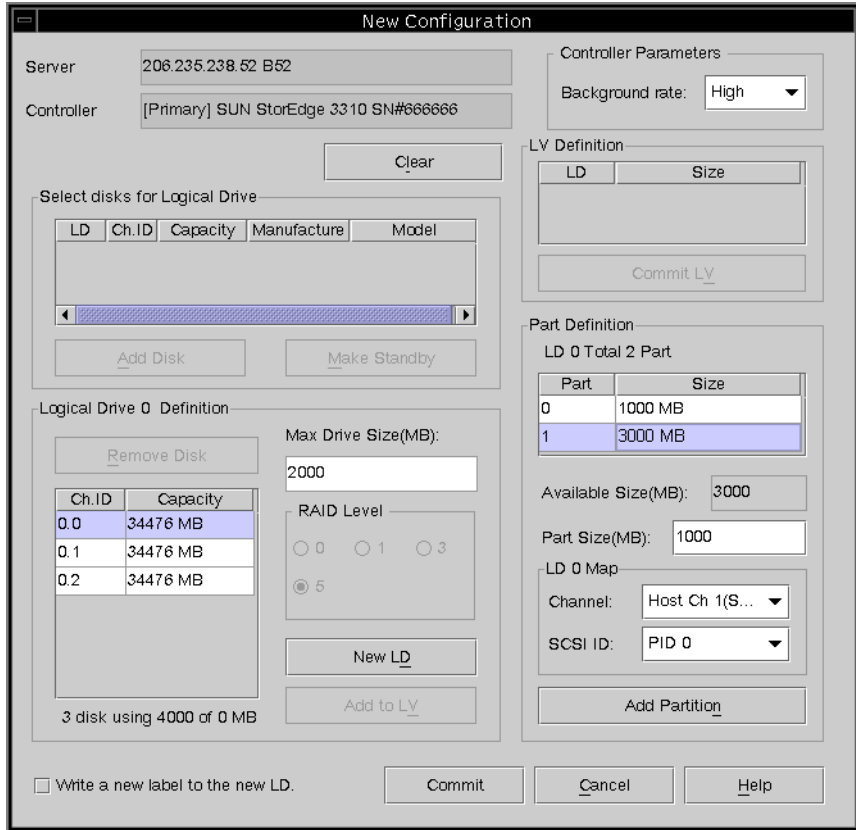 New Configuration
Server
206.235.238.52 B52
Controller
[Primary] SUN StorEdge 3310 SN#666666
Clear
Select disks for Logical Drive
LD Ch.ID Capacity Manufacture Model
Add Disk
Make Standby
Logical Drive 0 Definition
Remove Disk
Ch.ID Capacity
0.0 34476 MB
0.1 34476 MB
0.2 34476 MB
3 disk using 4000 of 0 MB
Max Drive Size(MB):
2000
RAID Level
0 1 3
5
New LD
Add to LV
Controller Parameters
Background rate: High
LV Definition
LD Size
Commit LV
Part Definition
LD 0 Total 2 Part
Part Size
0 1000 MB
1 3000 MB
Available Size(MB): 3000
Part Size(MB): 1000
LD 0 Map
Channel: Host Ch 1(S...
SCSI ID: PID 0
Add Partition
Write a new label to the new LD.
Commit
Cancel
Help